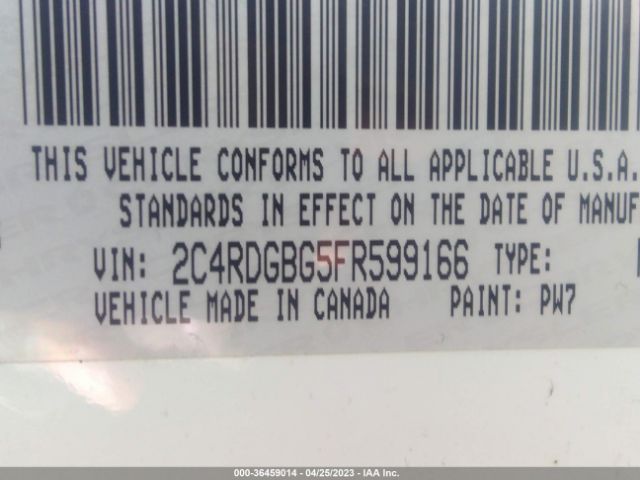 THIS VEHICLE CONFORMS TO ALL APPLICABLE U.S.A.
STANDARDS IN EFFECT ON THE DATE OF MANUF
VIN: 2C4RDGBG5FR599166 TYPE:
VEHICLE MADE IN CANADA PAINT: PW7
000-36459014 - 04/25/2023 - IAA Inc.